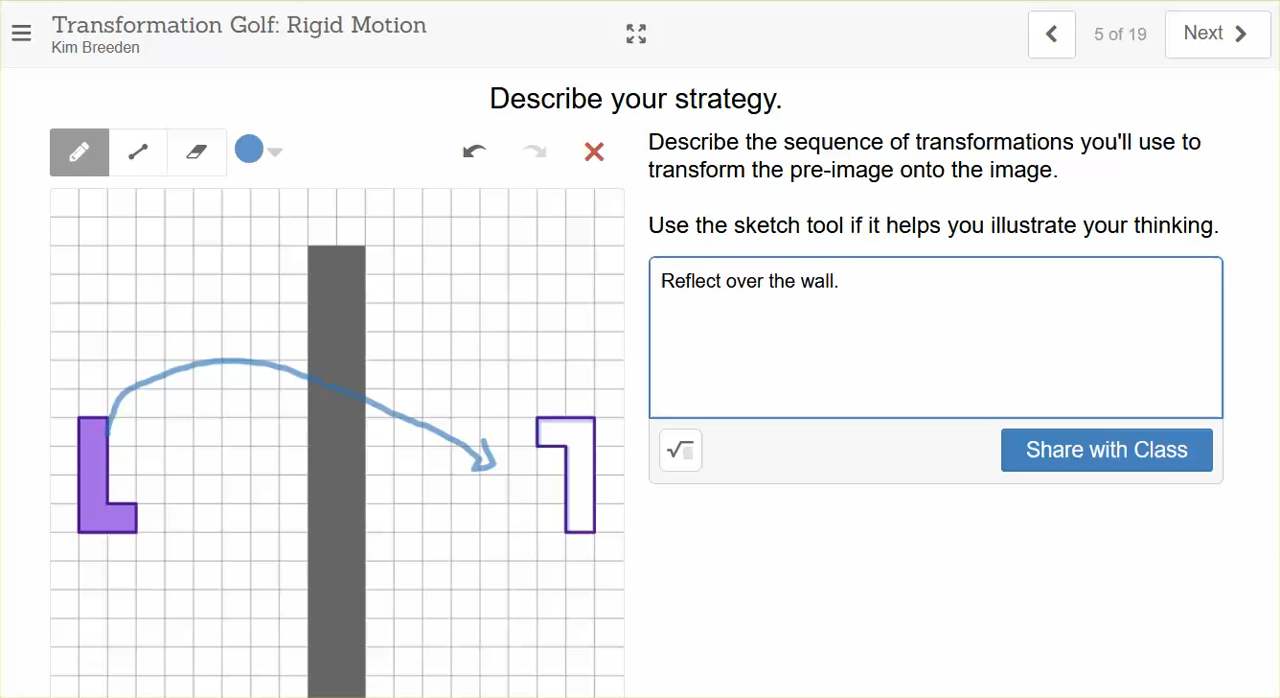 Transformation Golf: Rigid Motion
Kim Breeden
5 of 19
Next
Describe your strategy.
Describe the sequence of transformations you'll use to
transform the pre-image onto the image.
Use the sketch tool if it helps you illustrate your thinking.
Reflect over the wall.
Share with Class